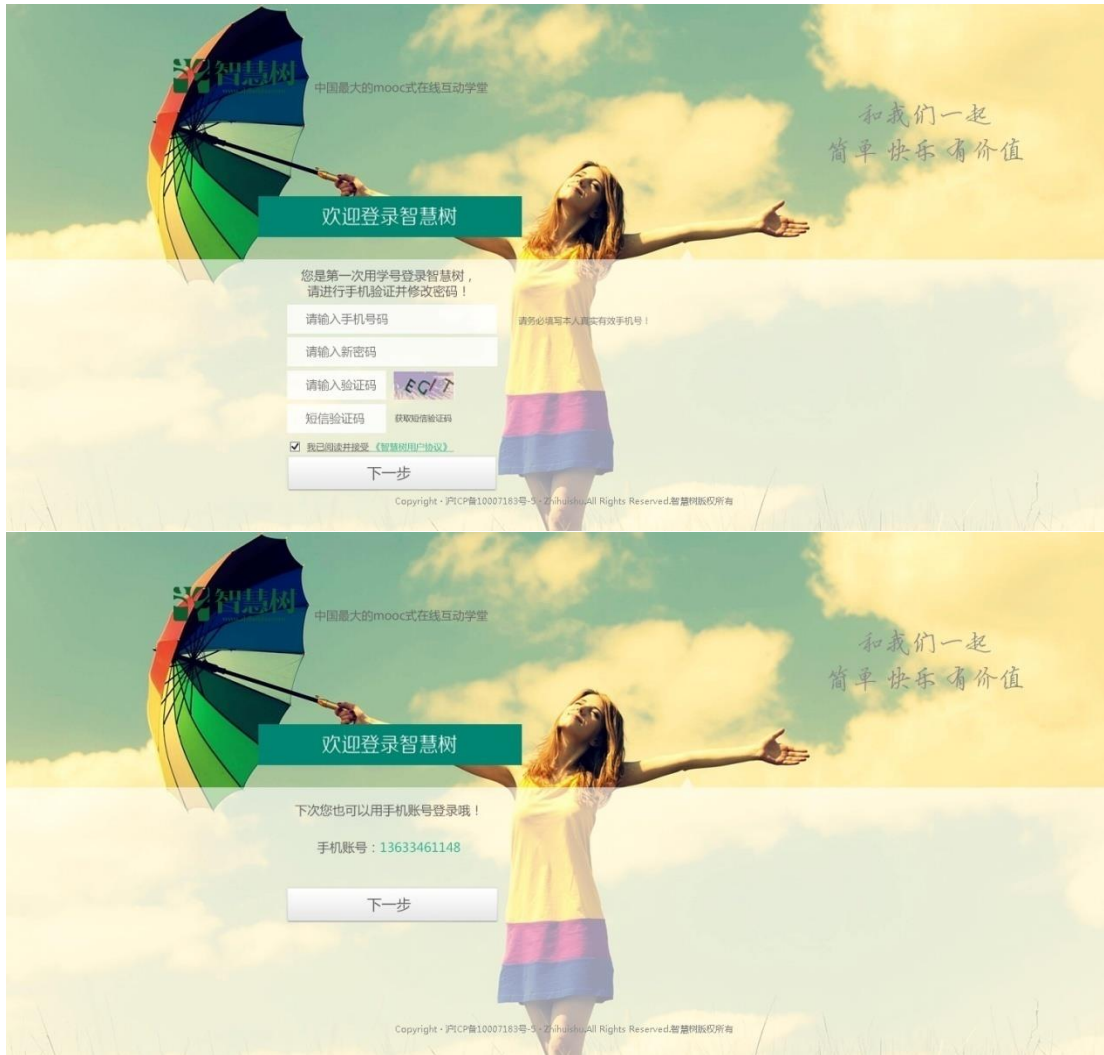 智慧树
中国最大的mooc式在线互动学堂
和我们一起
简单 快乐 有价值
欢迎登录智慧树
您是第一次用学号登录智慧树，
请进行手机验证并修改密码！
请输入手机号码
请务必填写本人真实有效手机号！
请输入新密码
请输入验证码
短信验证码
获取短信验证码
我已阅读并接受 《智慧树用户协议》
下一步
Copyright · 沪ICP备10007183号-5 · Zhihuishu.All Rights Reserved.智慧树版权所有
智慧树
中国最大的mooc式在线互动学堂
和我们一起
简单 快乐 有价值
欢迎登录智慧树
下次您也可以用手机账号登录哦！
手机账号：13633461148
下一步
Copyright · 沪ICP备10007183号-5 · Zhihuishu.All Rights Reserved.智慧树版权所有